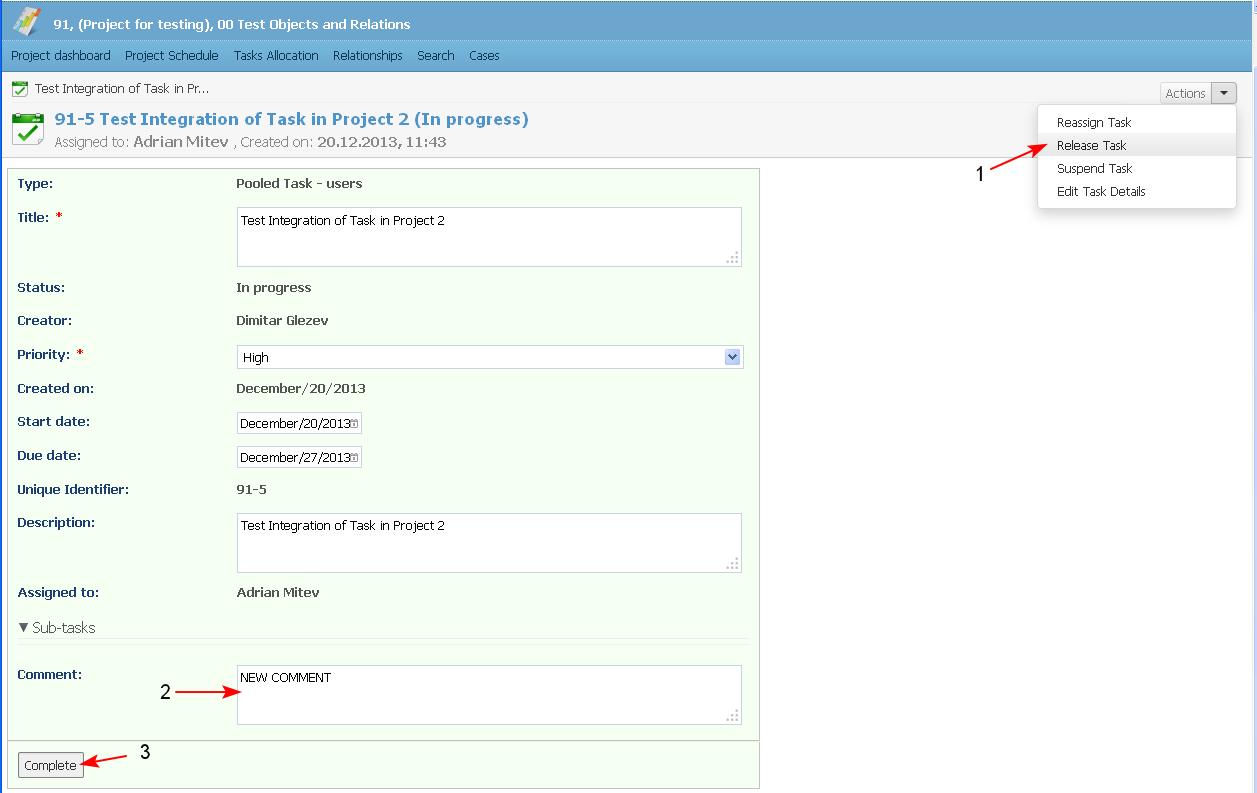 91, (Project for testing), 00 Test Objects and Relations
Project dashboard Project Schedule Tasks Allocation Relationships Search Cases
Test Integration of Task in Pr...
Actions
91-5 Test Integration of Task in Project 2 (In progress)
Assigned to: Adrian Mitev , Created on: 20.12.2013, 11:43
Reassign Task
1 Release Task
Suspend Task
Edit Task Details
Type: Pooled Task - users
Title: * Test Integration of Task in Project 2
Status: In progress
Creator: Dimitar Glezev
Priority: * High
Created on: December/20/2013
Start date: December/20/2013
Due date: December/27/2013
Unique Identifier: 91-5
Description: Test Integration of Task in Project 2
Assigned to: Adrian Mitev
▼ Sub-tasks
Comment: NEW COMMENT
2
3
Complete